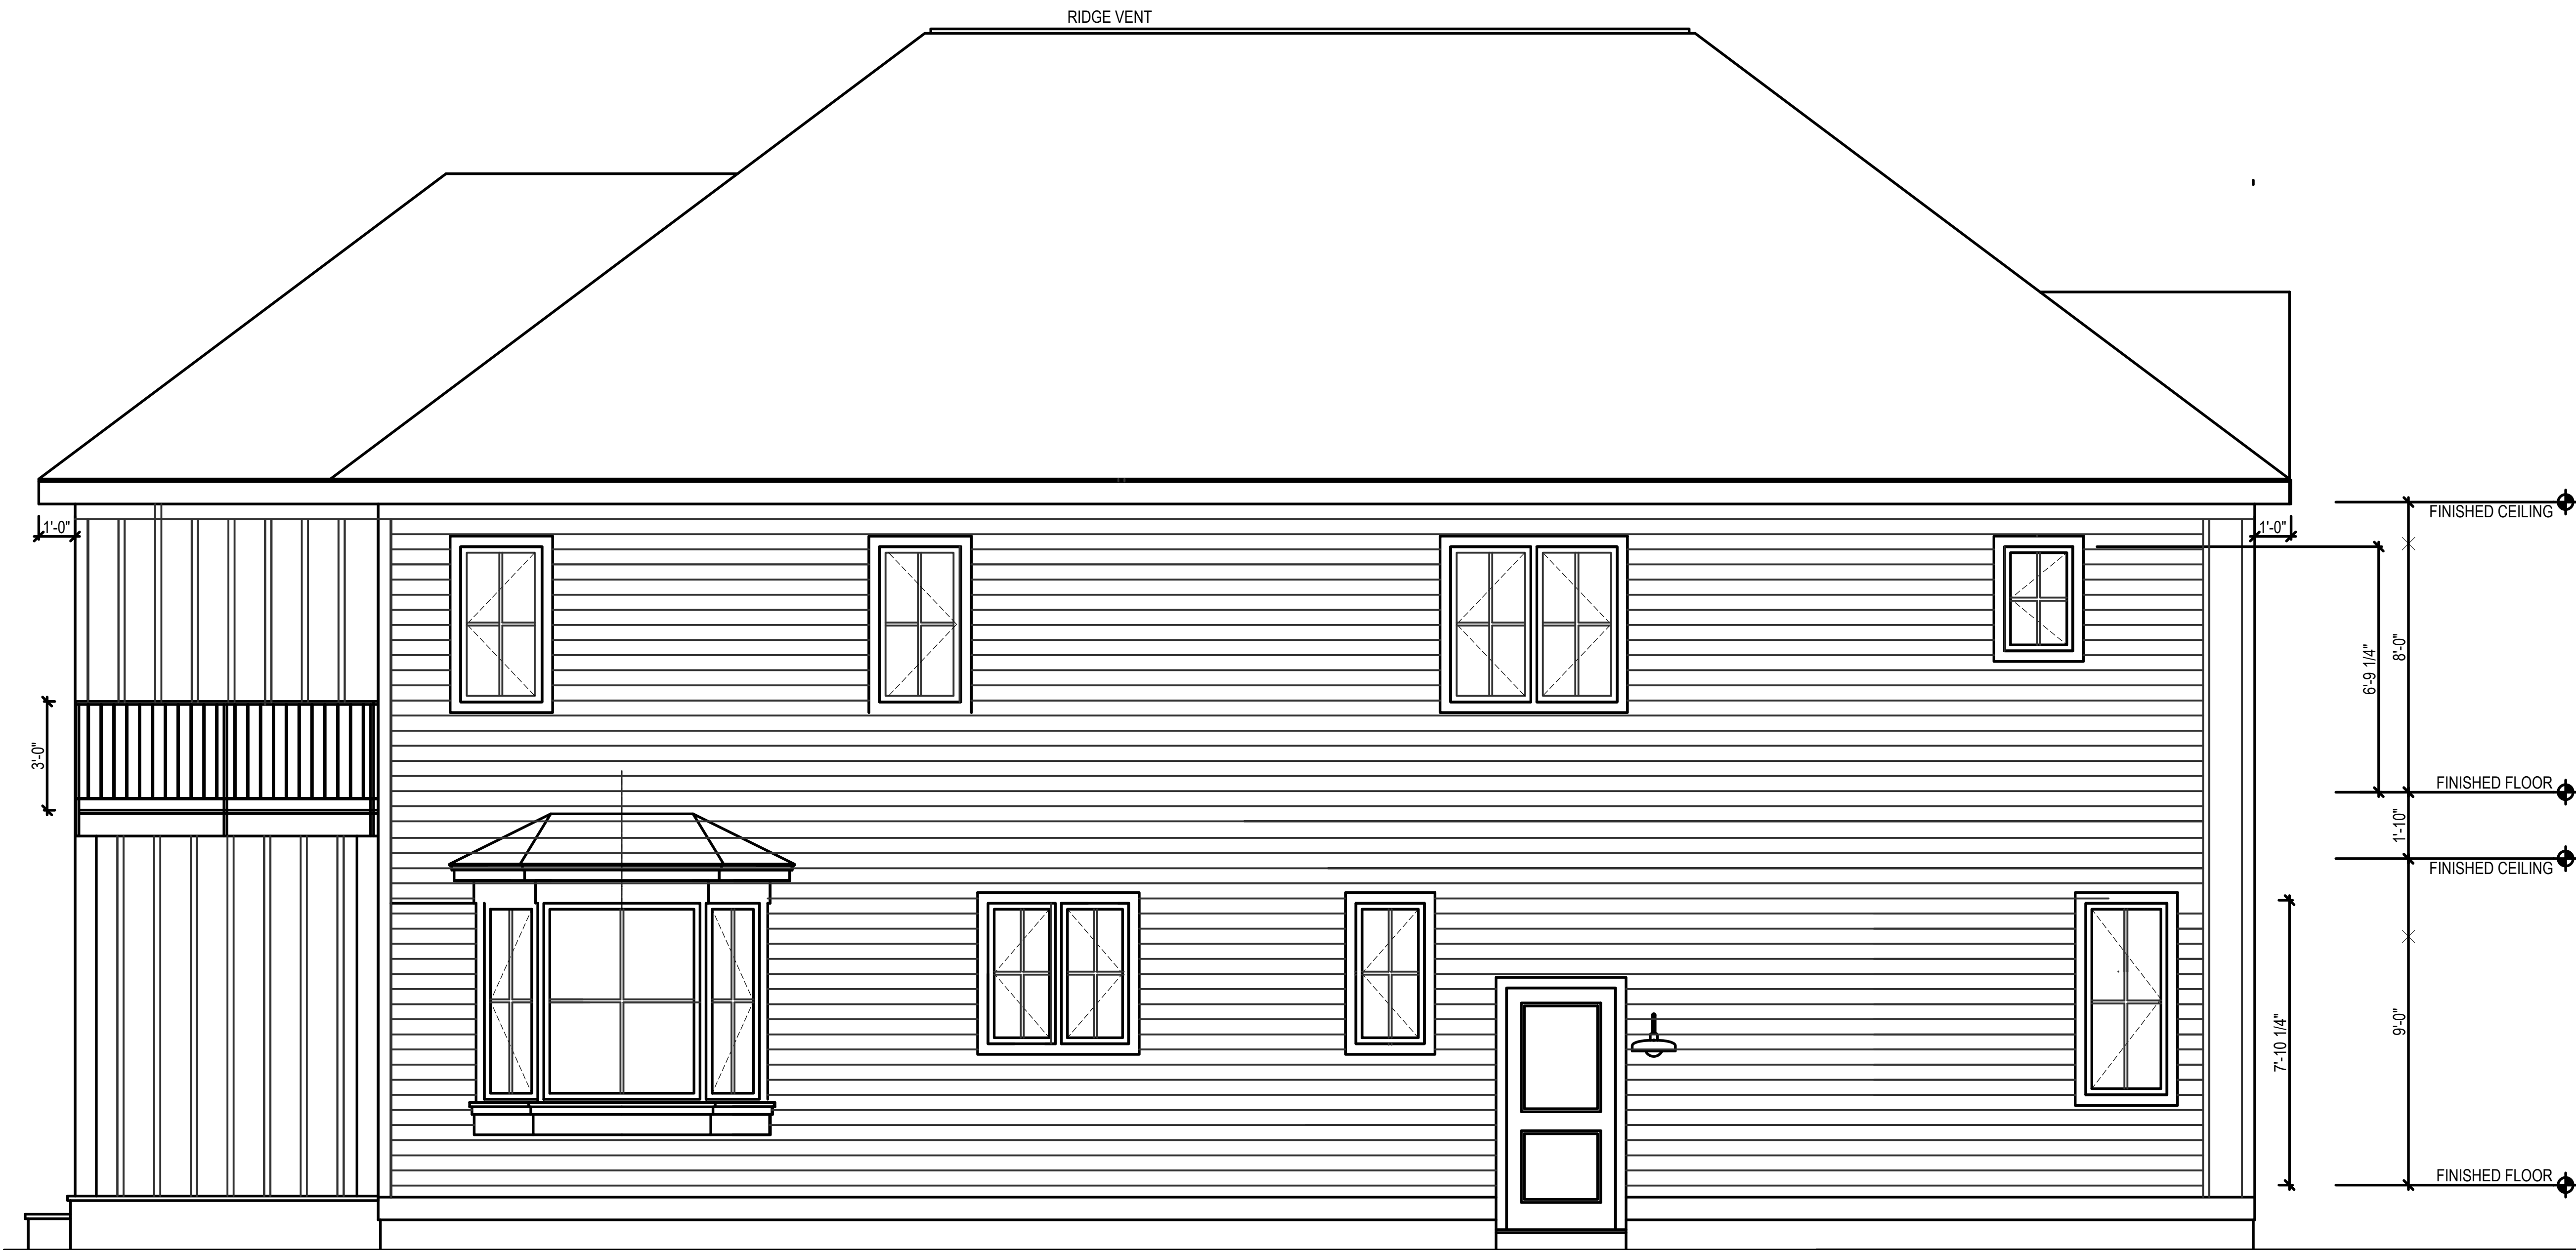 RIDGE VENT
FINISHED CEILING
1'-0"
1'-0"
8'-0"
6'-9 1/4"
3'-0"
FINISHED FLOOR
1'-10"
FINISHED CEILING
9'-0"
7'-10 1/4"
FINISHED FLOOR